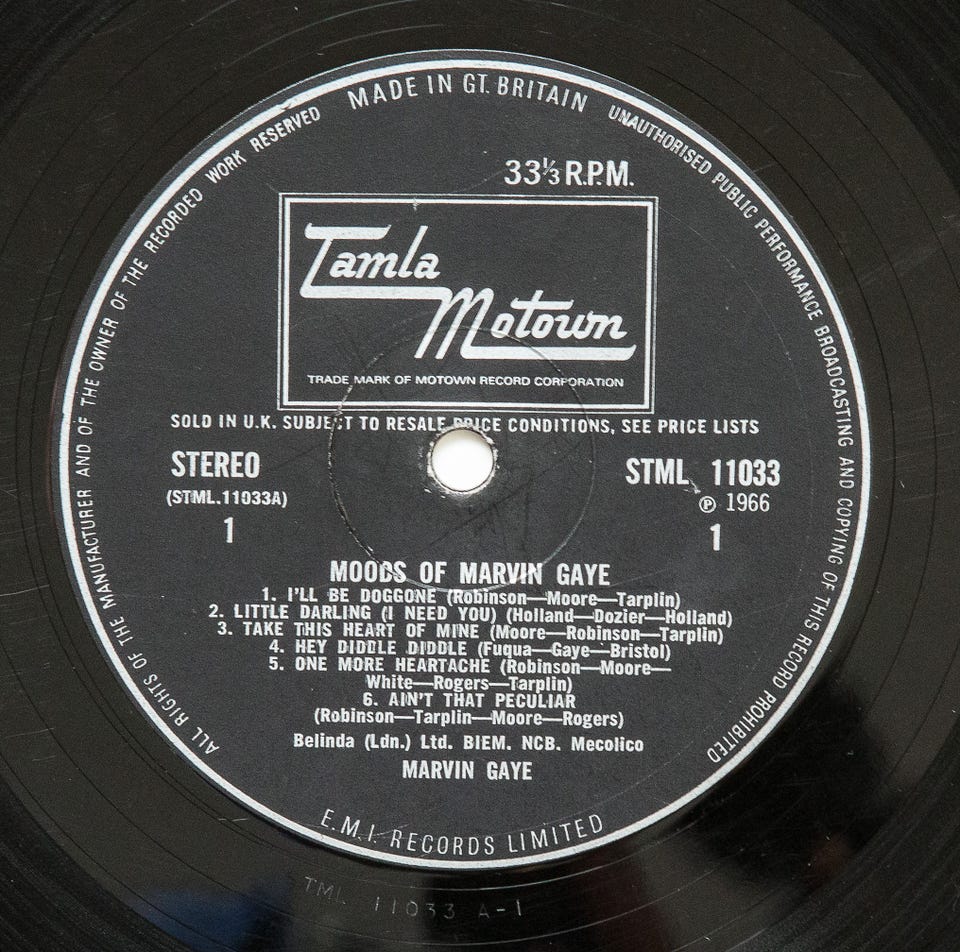 MADE IN GT. BRITAIN
UNAUTHORISED PUBLIC PERFORMANCE BROADCASTING AND COPYING OF THIS RECORD PROHIBITED
ALL RIGHTS OF THE MANUFACTURER AND OF THE OWNER OF THE RECORDED WORK RESERVED
33⅓ R.P.M.
Tamla
Motown
TRADE MARK OF MOTOWN RECORD CORPORATION
SOLD IN U.K. SUBJECT TO RESALE PRICE CONDITIONS, SEE PRICE LISTS
STEREO STML 11033
(STML.11033A) ℗ 1966
1 1
MOODS OF MARVIN GAYE
1. I'LL BE DOGGONE (Robinson—Moore—Tarplin)
2. LITTLE DARLING (I NEED YOU) (Holland—Dozier—Holland)
3. TAKE THIS HEART OF MINE (Moore—Robinson—Tarplin)
4. HEY DIDDLE DIDDLE (Fuqua—Gaye—Bristol)
5. ONE MORE HEARTACHE (Robinson—Moore—
White—Rogers—Tarplin)
6. AIN'T THAT PECULIAR
(Robinson—Tarplin—Moore—Rogers)
Belinda (Ldn.) Ltd. BIEM. NCB. Mecolico
MARVIN GAYE
E.M.I. RECORDS LIMITED
TML 11033 A-1